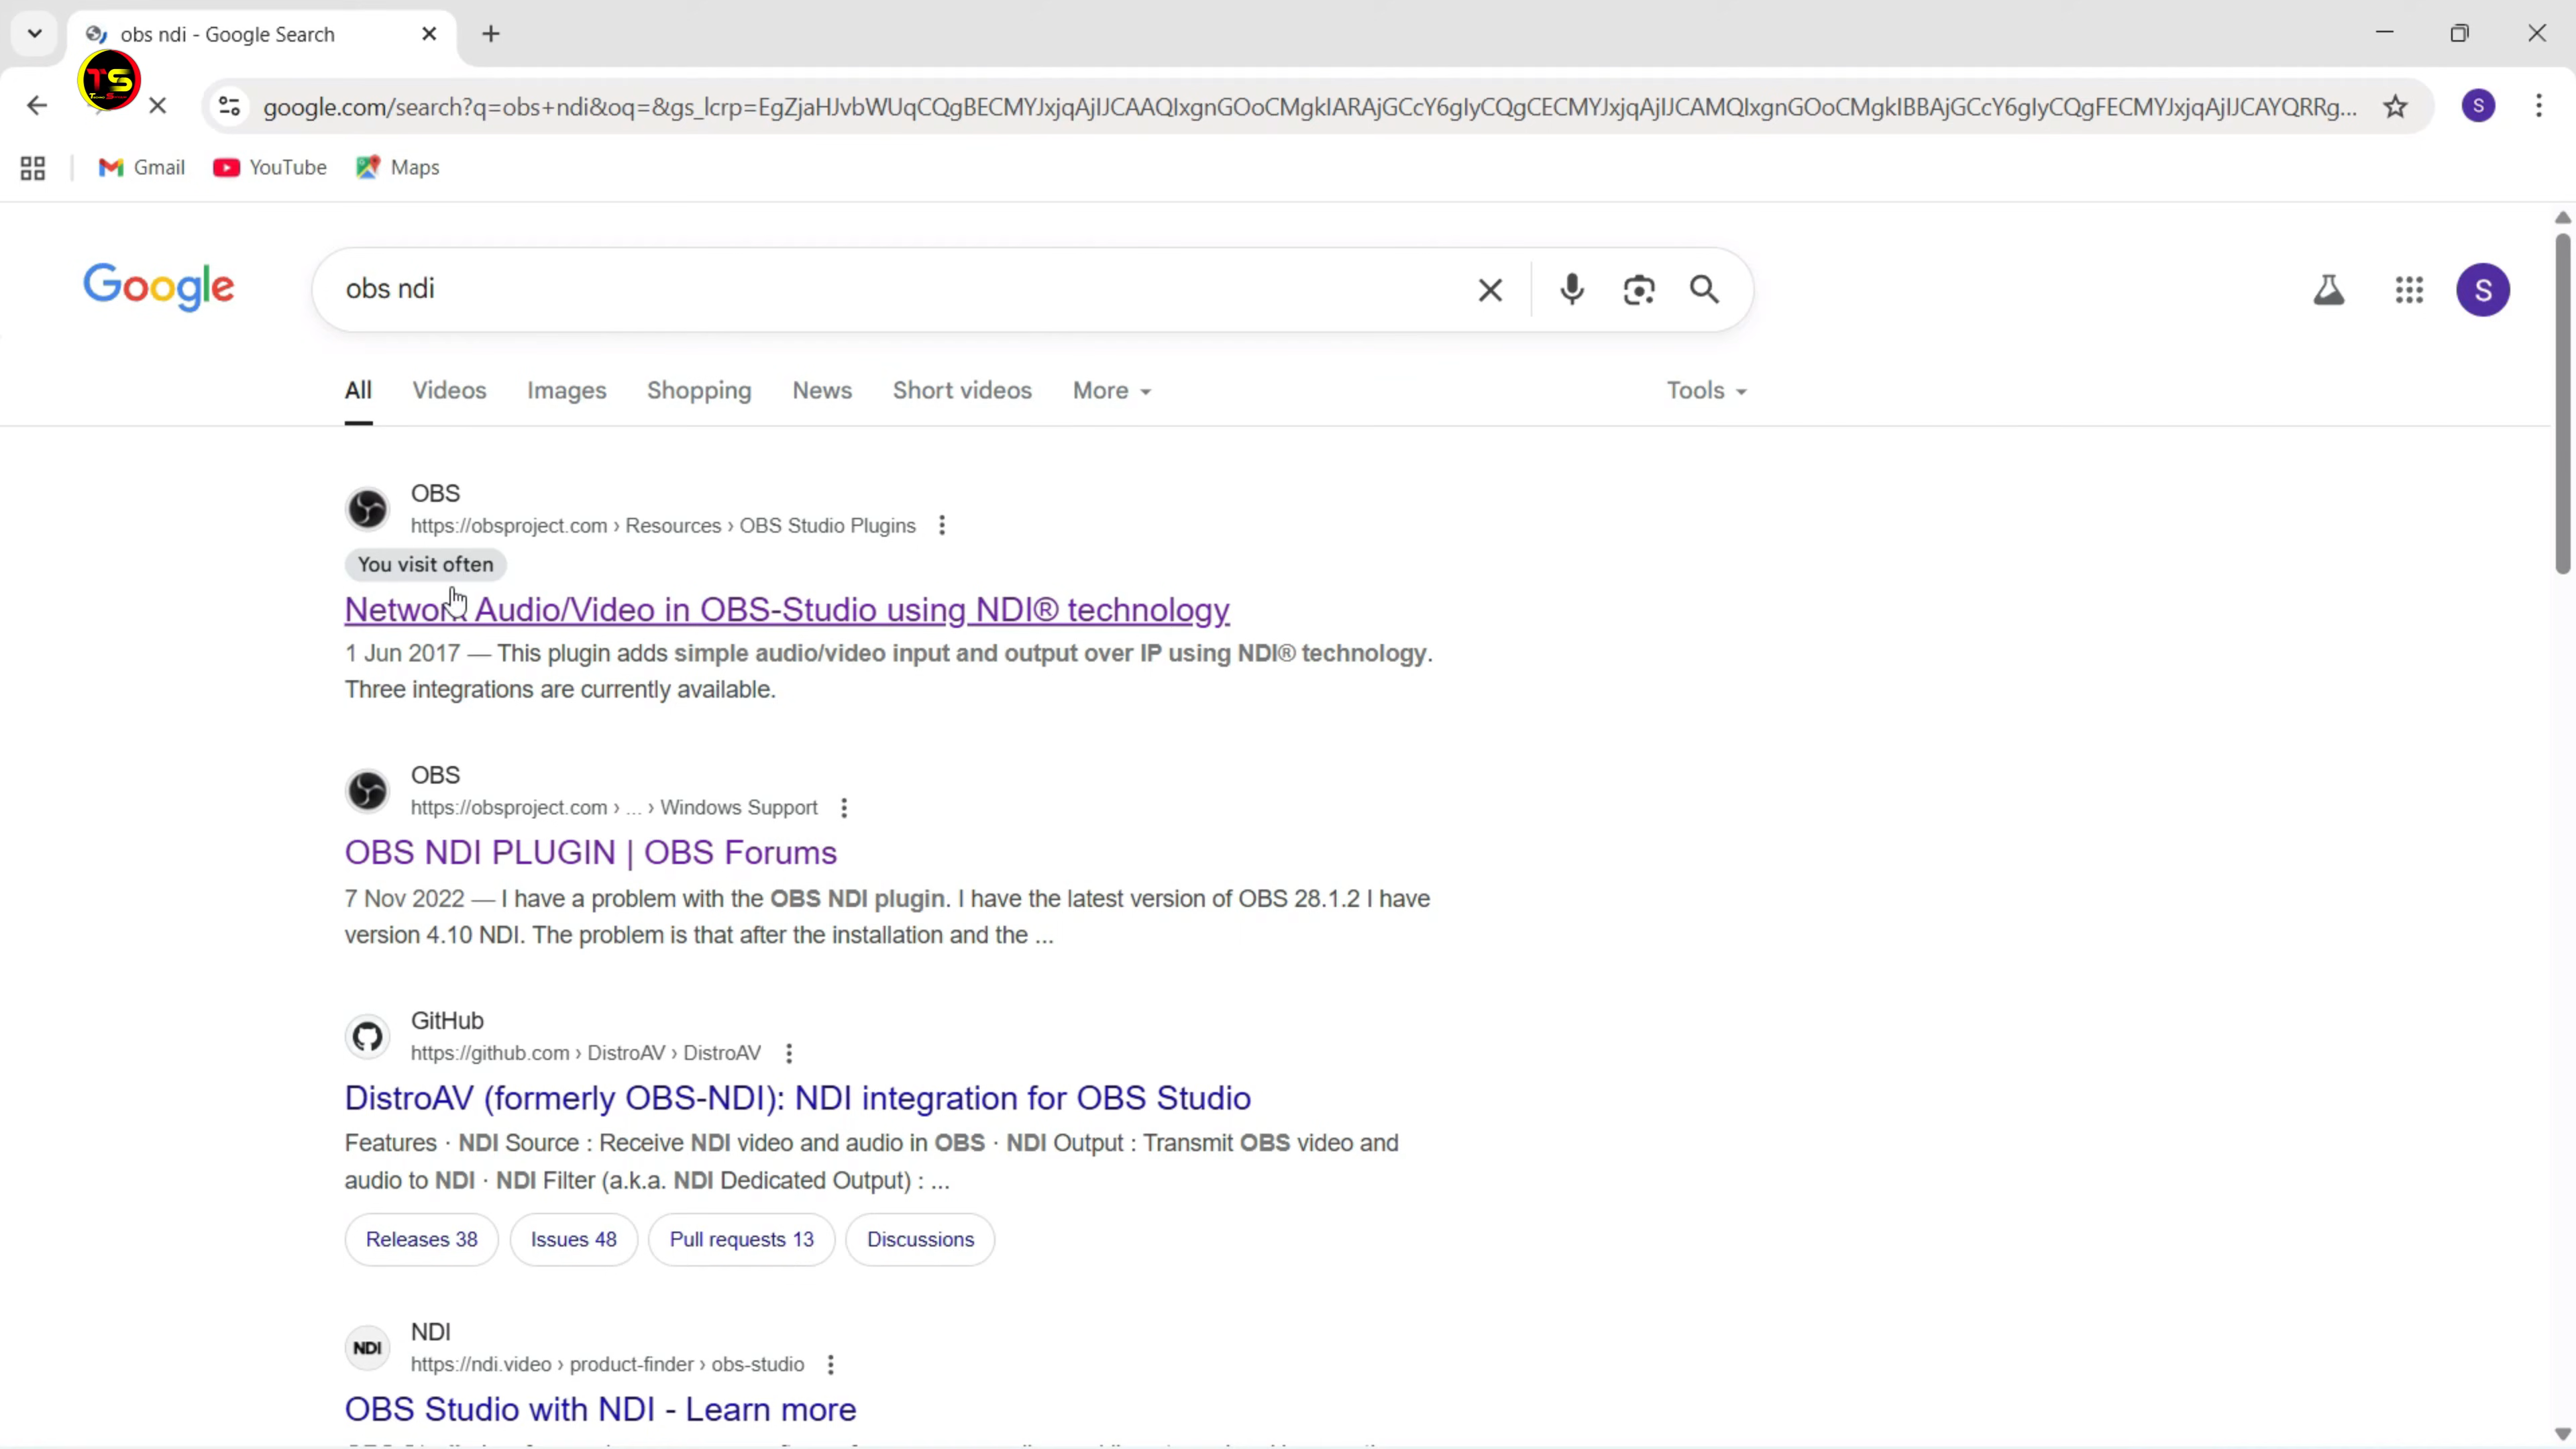 obs ndi - Google Search
TS
google.com/search?q=obs+ndi&oq=&gs_lcrp=EgZjaHJvbWUqCQgBECMYJxjqAjIJCAAQIxgnGOoCMgkIARAjGCcY6gIyCQgCECMYJxjqAjIJCAMQIxgnGOoCMgkIBBAjGCcY6gIyCQgFECMYJxjqAjIJCAYQRRg...
S
Gmail
YouTube
Maps
Google
obs ndi
S
All Videos Images Shopping News Short videos More Tools
OBS
https://obsproject.com › Resources › OBS Studio Plugins
You visit often
Network Audio/Video in OBS-Studio using NDI® technology
1 Jun 2017 — This plugin adds simple audio/video input and output over IP using NDI® technology.
Three integrations are currently available.
OBS
https://obsproject.com › ... › Windows Support
OBS NDI PLUGIN | OBS Forums
7 Nov 2022 — I have a problem with the OBS NDI plugin. I have the latest version of OBS 28.1.2 I have
version 4.10 NDI. The problem is that after the installation and the ...
GitHub
https://github.com › DistroAV › DistroAV
DistroAV (formerly OBS-NDI): NDI integration for OBS Studio
Features · NDI Source : Receive NDI video and audio in OBS · NDI Output : Transmit OBS video and
audio to NDI · NDI Filter (a.k.a. NDI Dedicated Output) : ...
Releases 38 Issues 48 Pull requests 13 Discussions
NDI
NDI
https://ndi.video › product-finder › obs-studio
OBS Studio with NDI - Learn more